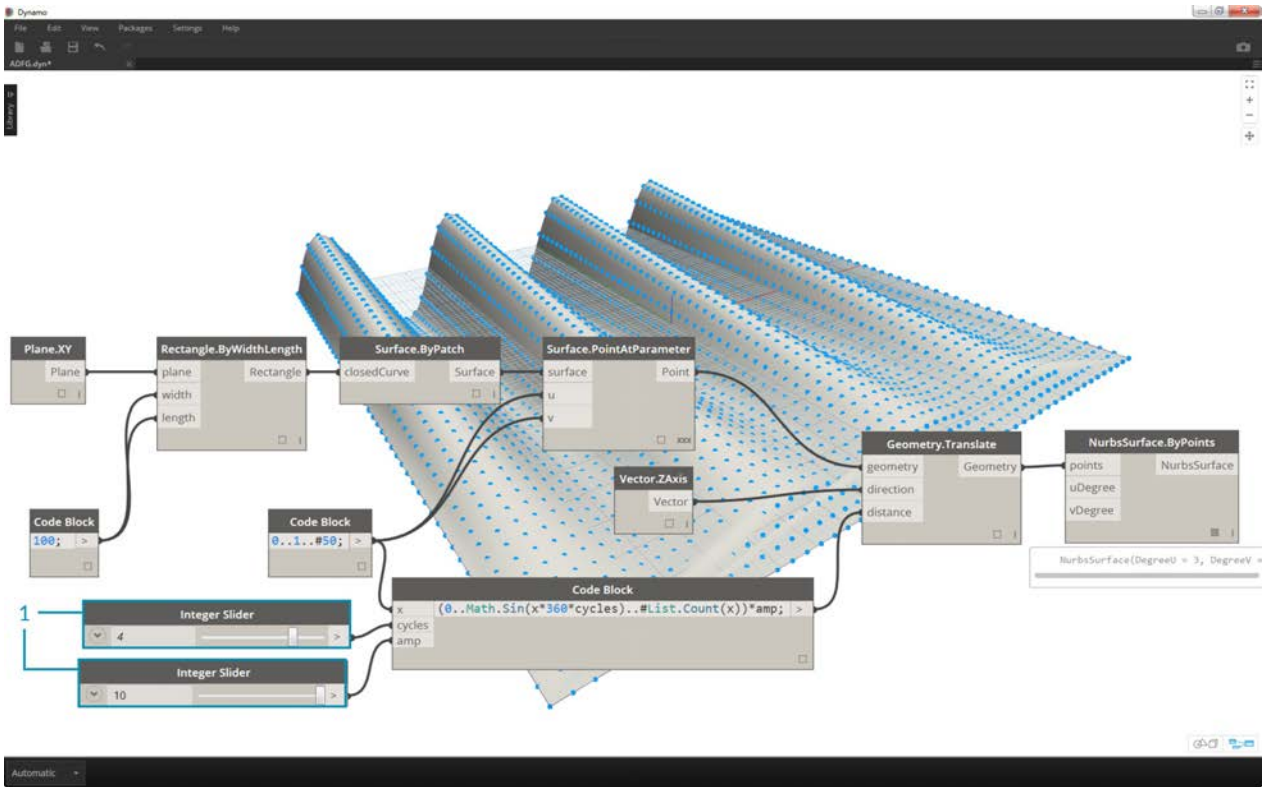 Dynamo
File Edit View Packages Settings Help
ADFG.dyn*
Library
Plane.XY
Plane
Rectangle.ByWidthLength
plane Rectangle
width
length
Surface.ByPatch
closedCurve Surface
Surface.PointAtParameter
surface Point
u
v
Vector.ZAxis
Vector
Geometry.Translate
geometry Geometry
direction
distance
NurbsSurface.ByPoints
points NurbsSurface
uDegree
vDegree
NurbsSurface(DegreeU = 3, DegreeV =
Code Block
100; >
Code Block
0..1..#50; >
Code Block
x (0..Math.Sin(x*360*cycles)..#List.Count(x))*amp; >
cycles
amp
1
Integer Slider
4 >
Integer Slider
10 >
Automatic